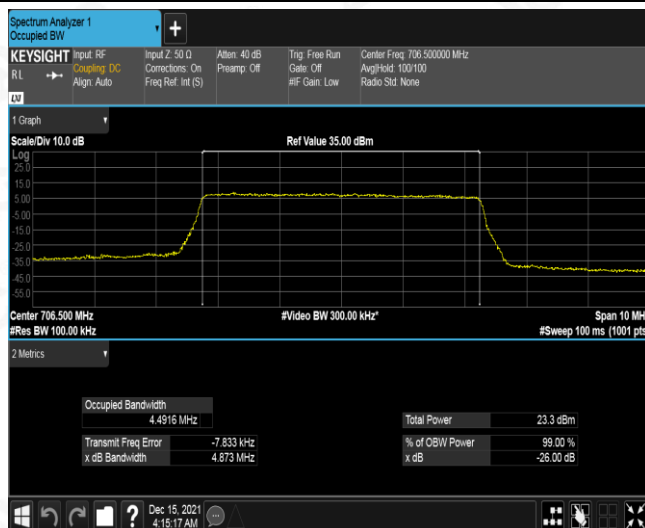 Spectrum Analyzer 1
Occupied BW
+
KEYSIGHT
RL
LXI
Input: RF
Coupling: DC
Align: Auto
Input Z: 50 Ω
Corrections: On
Freq Ref: Int (S)
Atten: 40 dB
Preamp: Off
Trig: Free Run
Gate: Off
#IF Gain: Low
Center Freq: 706.500000 MHz
Avg|Hold: 100/100
Radio Std: None
1 Graph
Scale/Div 10.0 dB
Ref Value 35.00 dBm
Log
25.0
15.0
5.00
-5.00
-15.0
-25.0
-35.0
-45.0
-55.0
Center 706.500 MHz
#Video BW 300.00 kHz*
Span 10 MH
#Res BW 100.00 kHz
#Sweep 100 ms (1001 pts
2 Metrics
Occupied Bandwidth
4.4916 MHz
Total Power 23.3 dBm
Transmit Freq Error -7.833 kHz
% of OBW Power 99.00 %
x dB Bandwidth 4.873 MHz
x dB -26.00 dB
?
Dec 15, 2021
4:15:17 AM